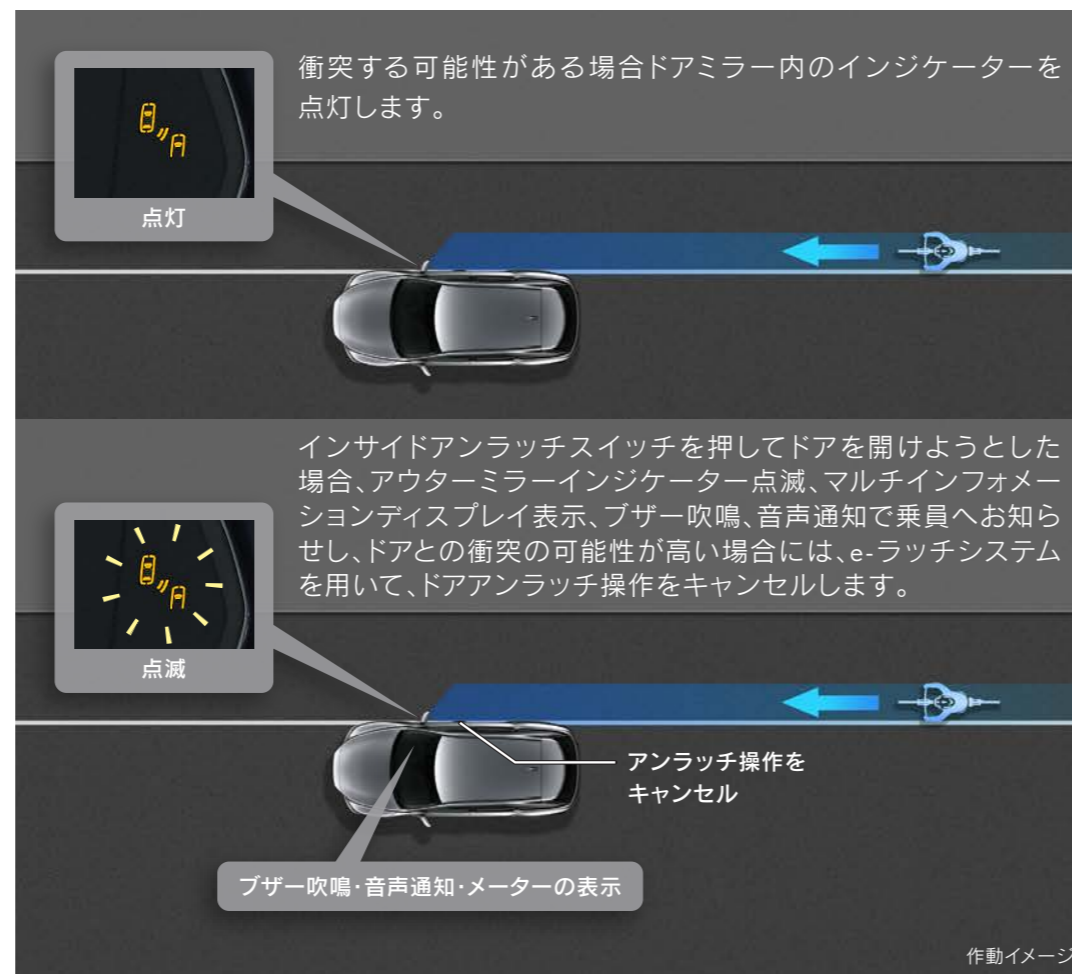 衝突する可能性がある場合ドアミラー内のインジケーターを
点灯します。
点灯
インサイドアンラッチスイッチを押してドアを開けようとした
場合、アウターミラーインジケーター点滅、マルチインフォメー
ションディスプレイ表示、ブザー吹鳴、音声通知で乗員へお知ら
せし、ドアとの衝突の可能性が高い場合には、e-ラッチシステム
を用いて、ドアアンラッチ操作をキャンセルします。
点滅
アンラッチ操作を
キャンセル
ブザー吹鳴・音声通知・メーターの表示
作動イメージ